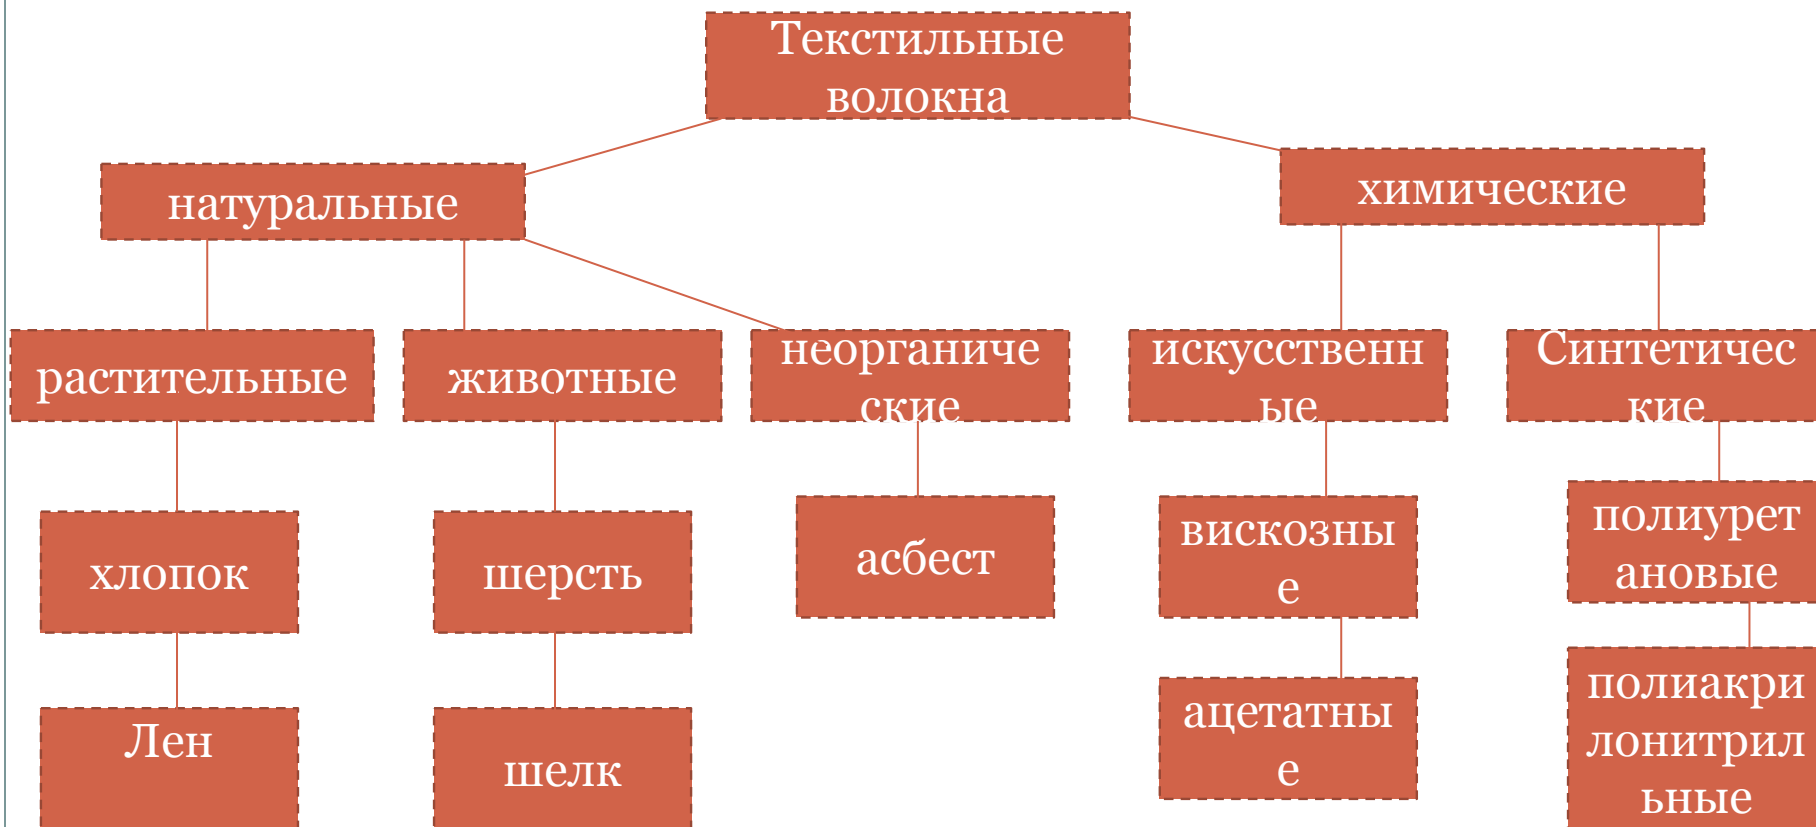 Текстильные
волокна
натуральные
химические
растительные
животные
неорганиче
ские
искусственн
ые
Синтетичес
кие
хлопок
шерсть
асбест
вискозны
е
полиурет
ановые
Лен
шелк
ацетатны
е
полиакри
лонитрил
ьные